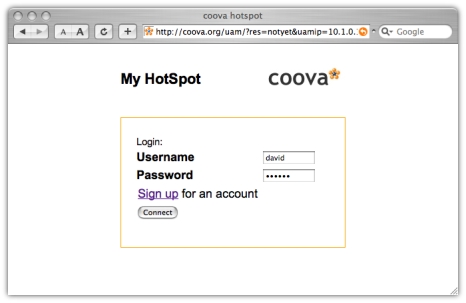 coova hotspot
A A
http://coova.org/uam/?res=notyet&uamip=10.1.0..
Google
My HotSpot
coova
Login:
Username david
Password ••••••
Sign up for an account
Connect